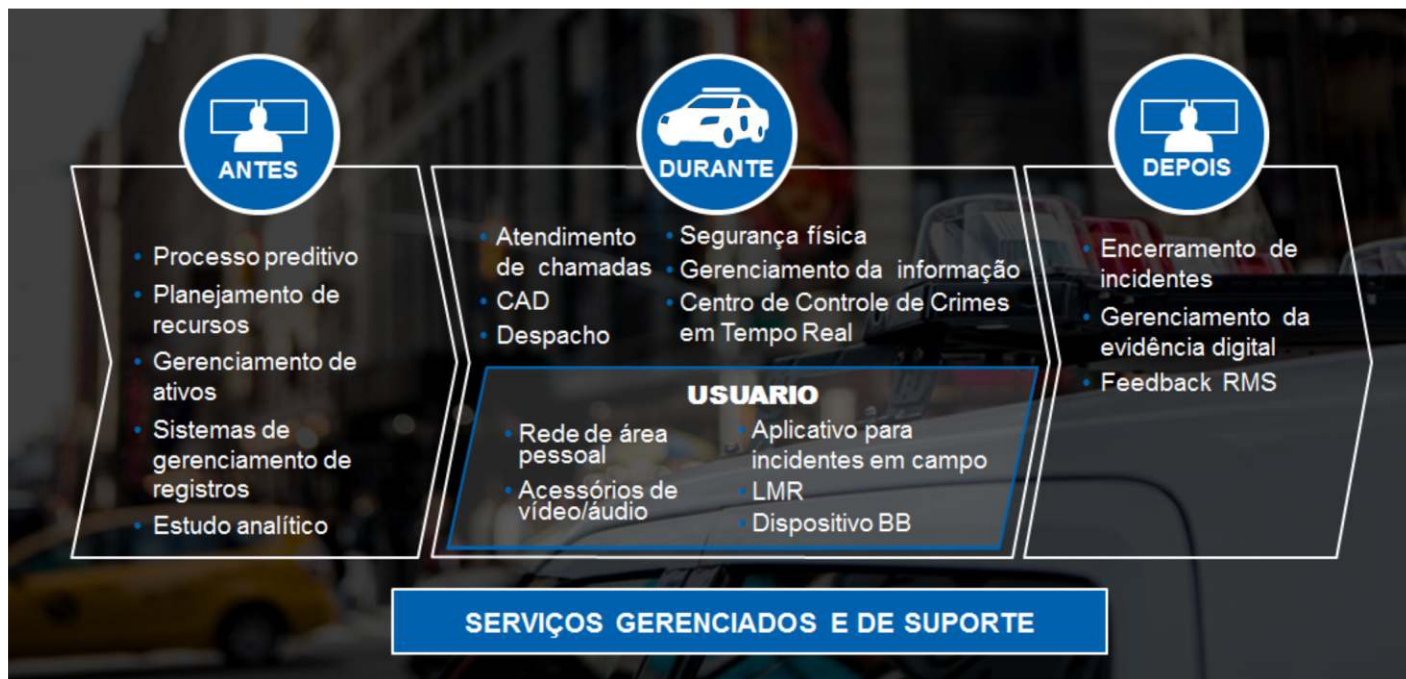 ANTES
Processo preditivo
Planejamento de
recursos
Gerenciamento de
ativos
Sistemas de
gerenciamento de
registros
Estudo analítico
DURANTE
Atendimento
de chamadas
CAD
Despacho
Segurança física
Gerenciamento da informação
Centro de Controle de Crimes
em Tempo Real
USUARIO
Rede de área
pessoal
Acessórios de
vídeo/áudio
Aplicativo para
incidentes em campo
LMR
Dispositivo BB
DEPOIS
Encerramento de
incidentes
Gerenciamento da
evidência digital
Feedback RMS
SERVIÇOS GERENCIADOS E DE SUPORTE